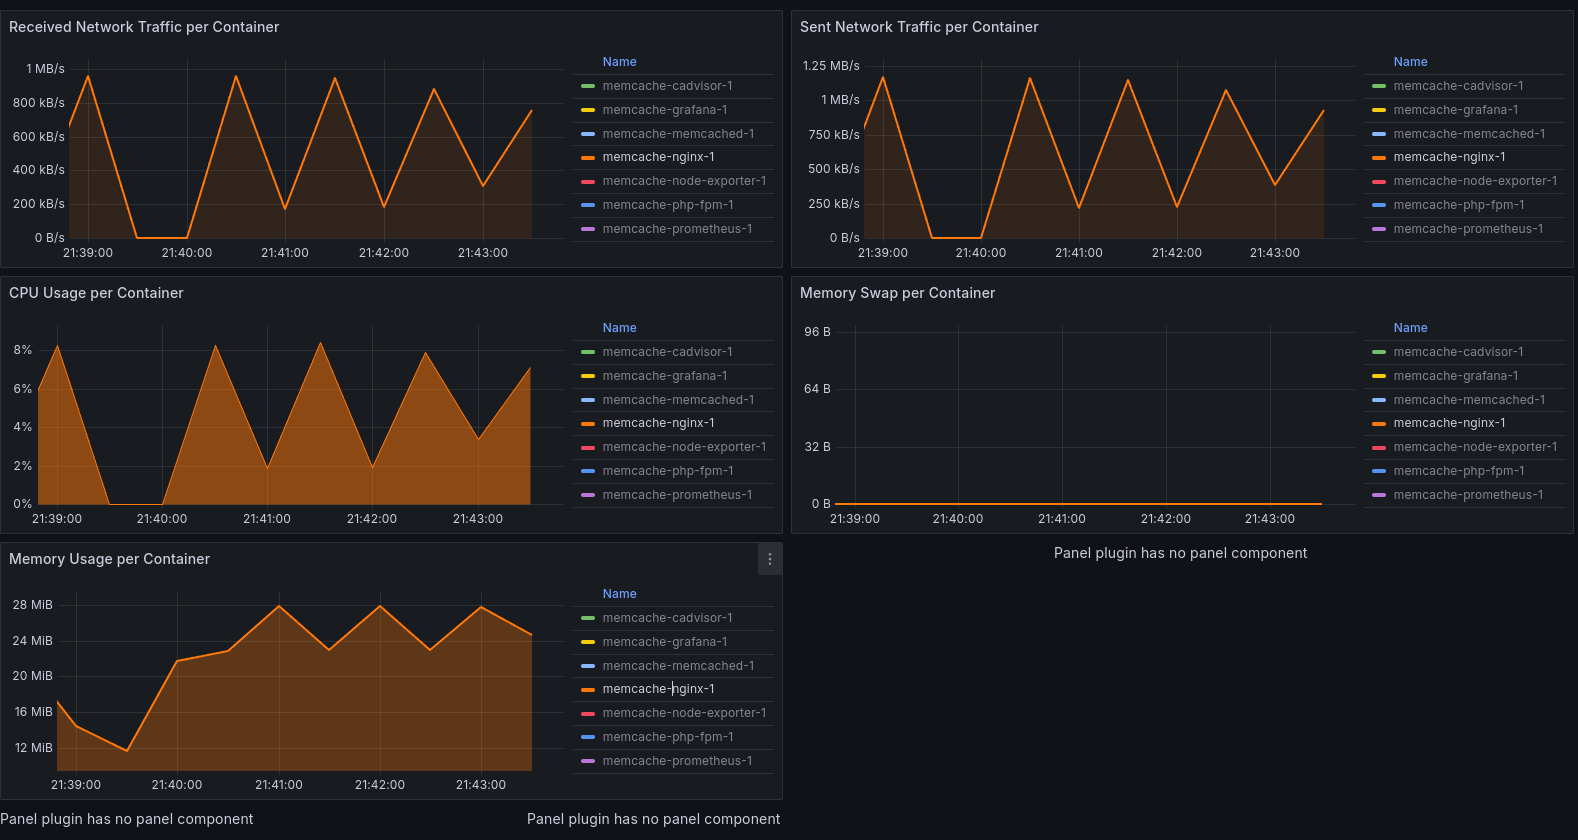 Received Network Traffic per Container
1 MB/s
800 kB/s
600 kB/s
400 kB/s
200 kB/s
0 B/s
21:39:00 21:40:00 21:41:00 21:42:00 21:43:00
Name
memcache-cadvisor-1
memcache-grafana-1
memcache-memcached-1
memcache-nginx-1
memcache-node-exporter-1
memcache-php-fpm-1
memcache-prometheus-1
Sent Network Traffic per Container
1.25 MB/s
1 MB/s
750 kB/s
500 kB/s
250 kB/s
0 B/s
21:39:00 21:40:00 21:41:00 21:42:00 21:43:00
Name
memcache-cadvisor-1
memcache-grafana-1
memcache-memcached-1
memcache-nginx-1
memcache-node-exporter-1
memcache-php-fpm-1
memcache-prometheus-1
CPU Usage per Container
8%
6%
4%
2%
0%
21:39:00 21:40:00 21:41:00 21:42:00 21:43:00
Name
memcache-cadvisor-1
memcache-grafana-1
memcache-memcached-1
memcache-nginx-1
memcache-node-exporter-1
memcache-php-fpm-1
memcache-prometheus-1
Memory Swap per Container
96 B
64 B
32 B
0 B
21:39:00 21:40:00 21:41:00 21:42:00 21:43:00
Name
memcache-cadvisor-1
memcache-grafana-1
memcache-memcached-1
memcache-nginx-1
memcache-node-exporter-1
memcache-php-fpm-1
memcache-prometheus-1
Memory Usage per Container
28 MiB
24 MiB
20 MiB
16 MiB
12 MiB
21:39:00 21:40:00 21:41:00 21:42:00 21:43:00
Name
memcache-cadvisor-1
memcache-grafana-1
memcache-memcached-1
memcache-nginx-1
memcache-node-exporter-1
memcache-php-fpm-1
memcache-prometheus-1
Panel plugin has no panel component
Panel plugin has no panel component
Panel plugin has no panel component